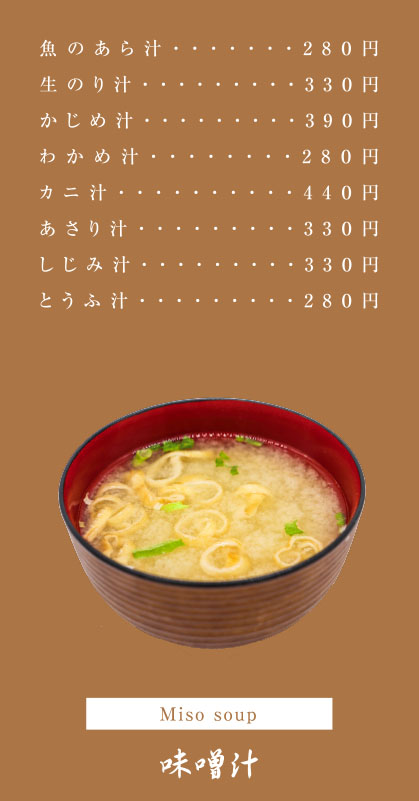 魚のあら汁・・・・・・・280円
生のり汁・・・・・・・・・330円
かじめ汁・・・・・・・・・390円
わかめ汁・・・・・・・・280円
カニ汁・・・・・・・・・・440円
あさり汁・・・・・・・・・330円
しじみ汁・・・・・・・・・330円
とうふ汁・・・・・・・・・280円
Miso soup
味噌汁